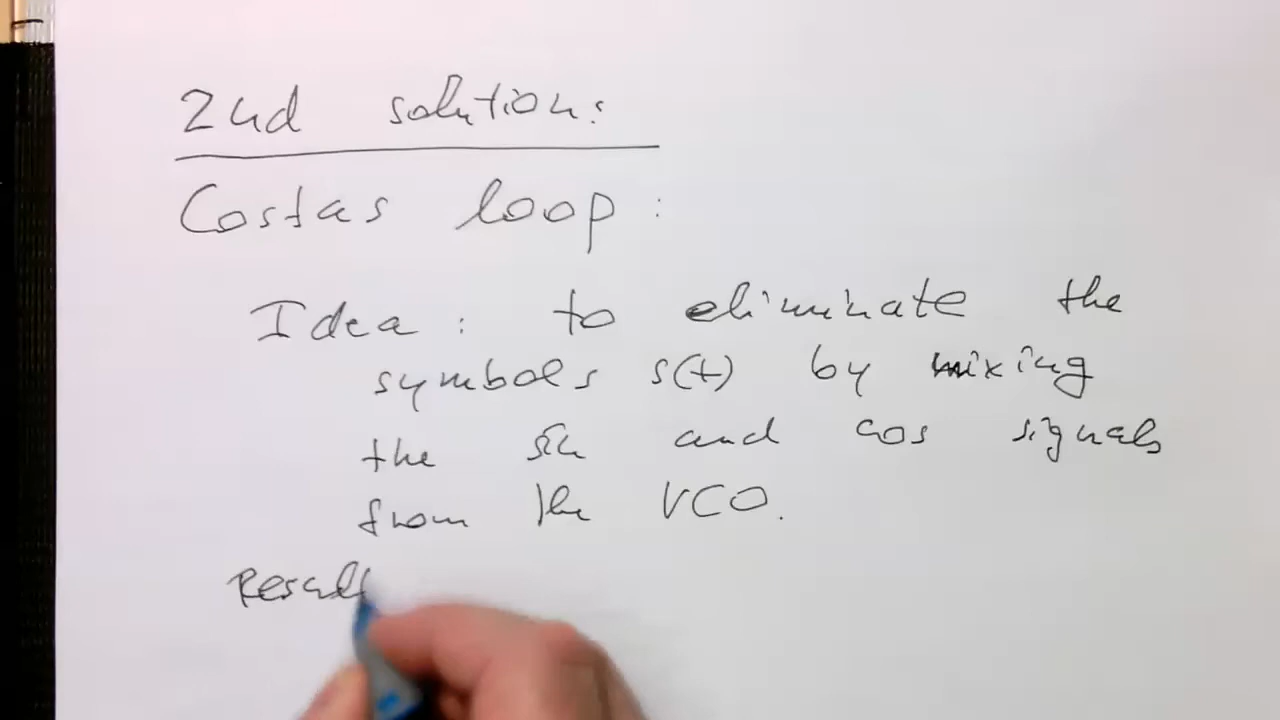 2nd solution:
Costas loop:
Idea: to eliminate the
symbols s(t) by mixing
the sin and cos signals
from the VCO.
Result